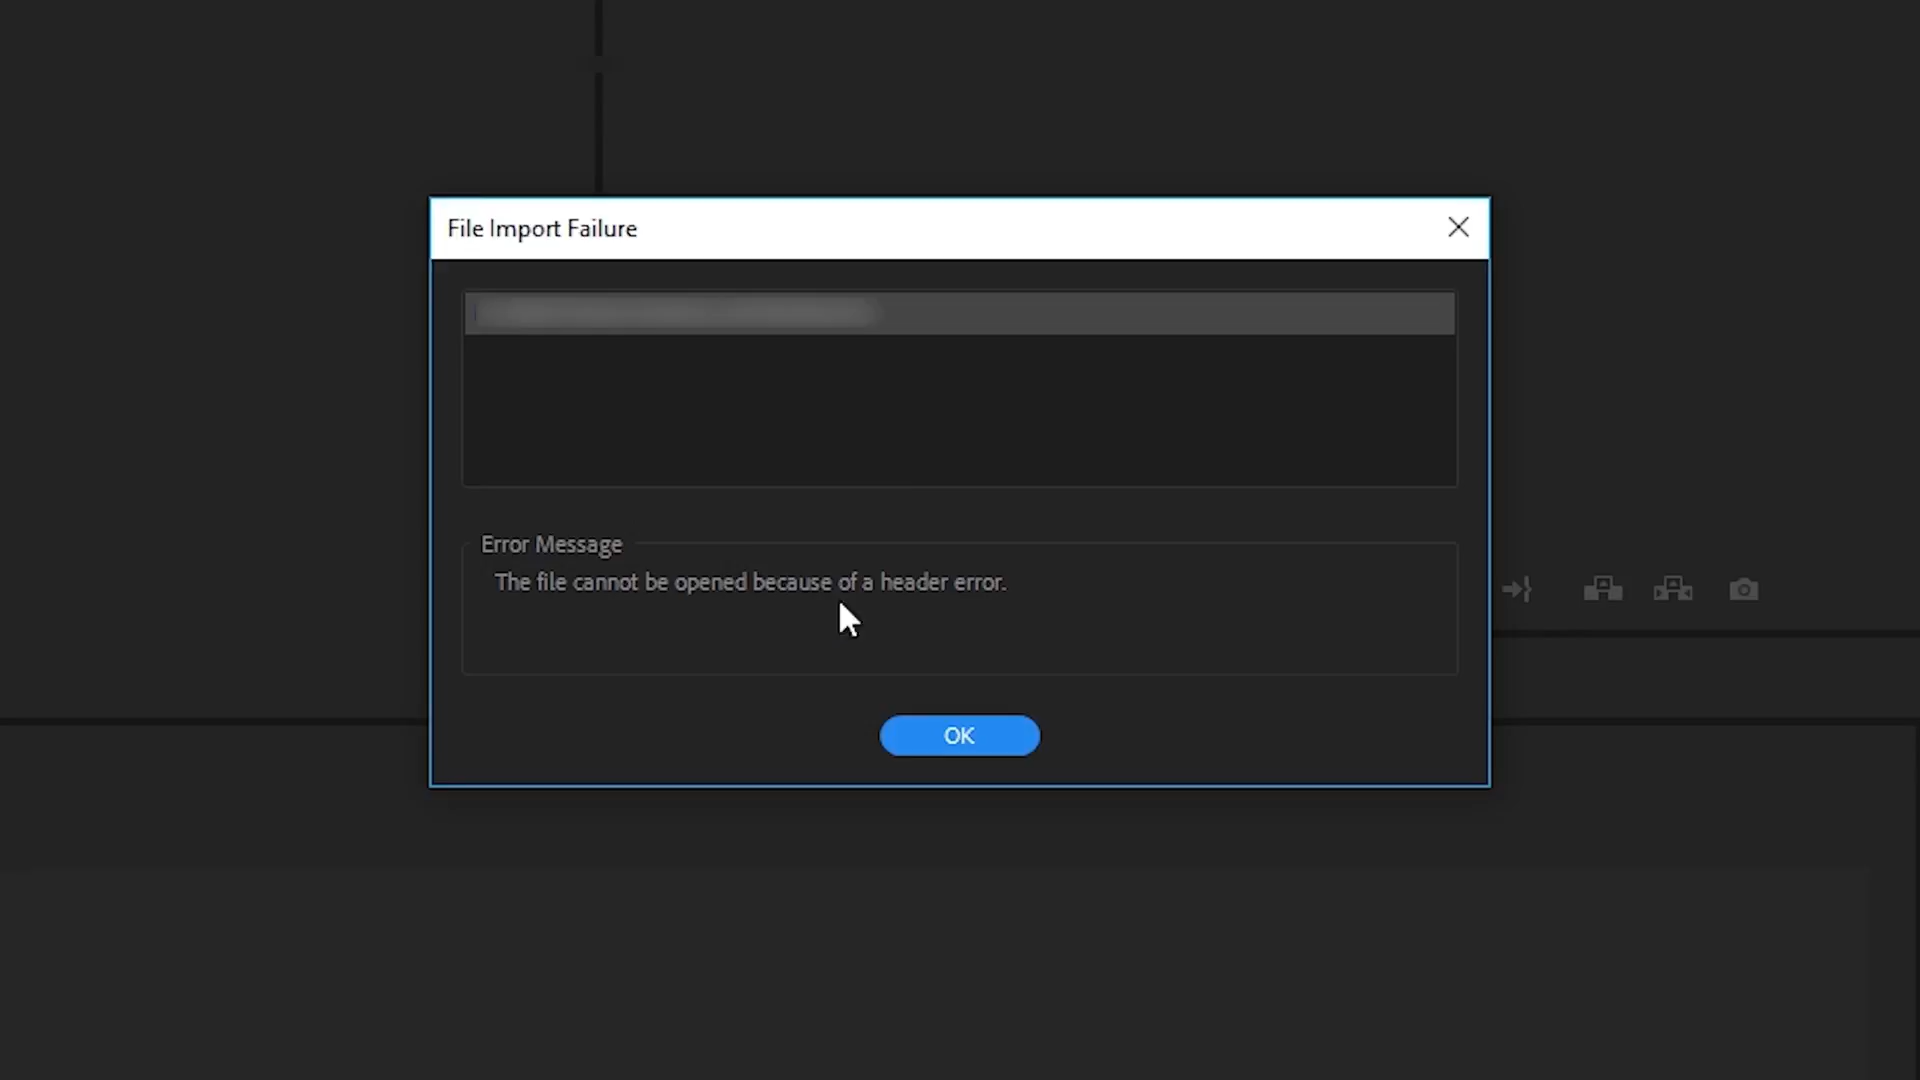 File Import Failure
Error Message
The file cannot be opened because of a header error.
OK